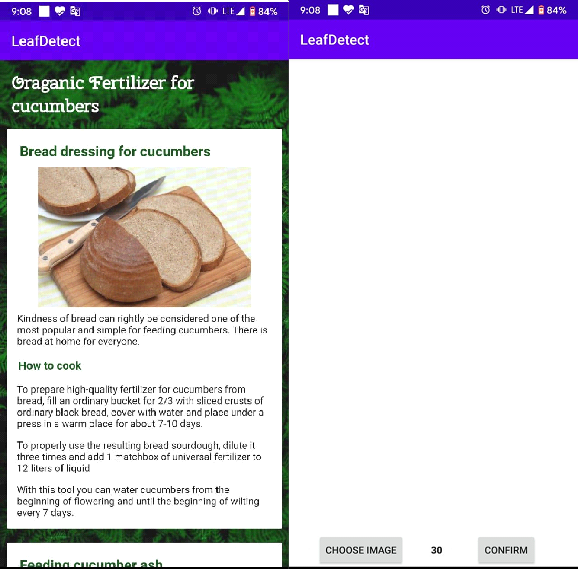 9:08 LTE 84%
LeafDetect
Oraganic Fertilizer for
cucumbers
Bread dressing for cucumbers
Kindness of bread can rightly be considered one of the
most popular and simple for feeding cucumbers. There is
bread at home for everyone.
How to cook
To prepare high-quality fertilizer for cucumbers from
bread, fill an ordinary bucket for 2/3 with sliced crusts of
ordinary black bread, cover with water and place under a
press in a warm place for about 7-10 days.
To properly use the resulting bread sourdough, dilute it
three times and add 1 matchbox of universal fertilizer to
12 liters of liquid
With this tool you can water cucumbers from the
beginning of flowering and until the beginning of wilting
every 7 days.
Feeding cucumber ash
9:08 LTE 84%
LeafDetect
CHOOSE IMAGE 30 CONFIRM